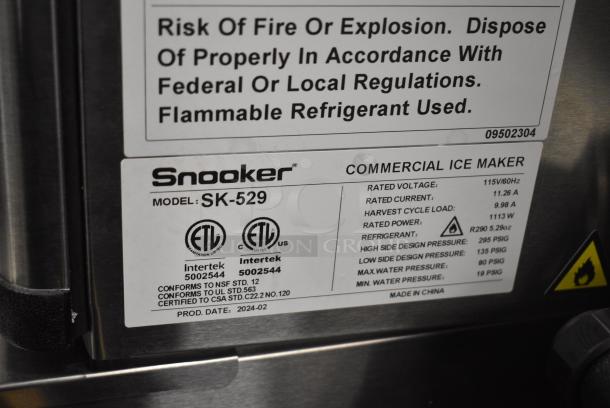 Risk Of Fire Or Explosion. Dispose
Of Properly In Accordance With
Federal Or Local Regulations.
Flammable Refrigerant Used.
09502304
Snooker
COMMERCIAL ICE MAKER
MODEL: SK-529
RATED VOLTAGE: 115V/60Hz
RATED CURRENT: 11.26 A
HARVEST CYCLE LOAD: 9.98 A
RATED POWER: 1113 W
REFRIGERANT: R290 5.29oz
HIGH SIDE DESIGN PRESSURE: 295 PSIG
LOW SIDE DESIGN PRESSURE: 135 PSIG
MAX.WATER PRESSURE: 80 PSIG
MIN. WATER PRESSURE: 19 PSIG
MADE IN CHINA
ETL
Intertek
5002544
C ETL US
Intertek
5002544
CONFORMS TO NSF STD. 12
CONFORMS TO UL STD.563
CERTIFIED TO CSA STD.C22.2 NO.120
PROD. DATE: 2024-02